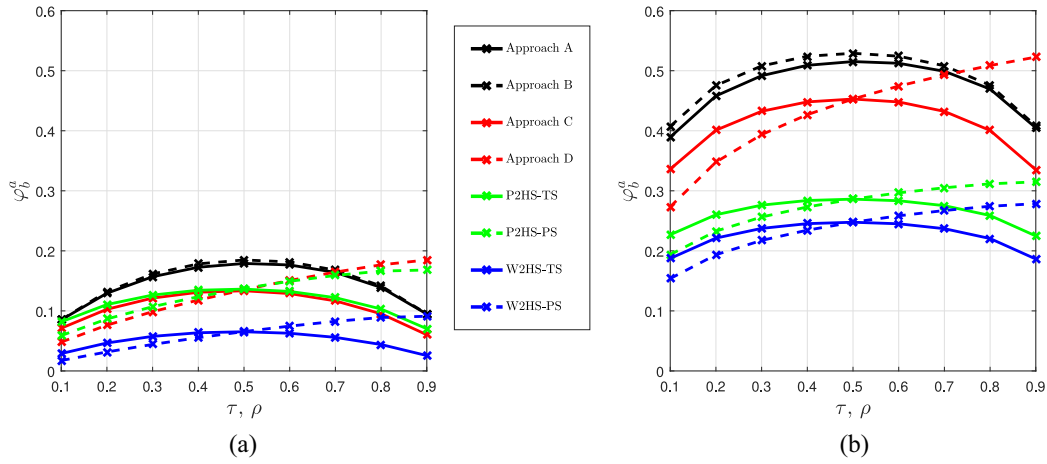 0.6
0.5
0.4
0.3
0.2
0.1
0
φ_b^a
0.1 0.2 0.3 0.4 0.5 0.6 0.7 0.8 0.9
τ, ρ
(a)
Approach A
Approach B
Approach C
Approach D
P2HS-TS
P2HS-PS
W2HS-TS
W2HS-PS
0.6
0.5
0.4
0.3
0.2
0.1
0
φ_b^a
0.1 0.2 0.3 0.4 0.5 0.6 0.7 0.8 0.9
τ, ρ
(b)